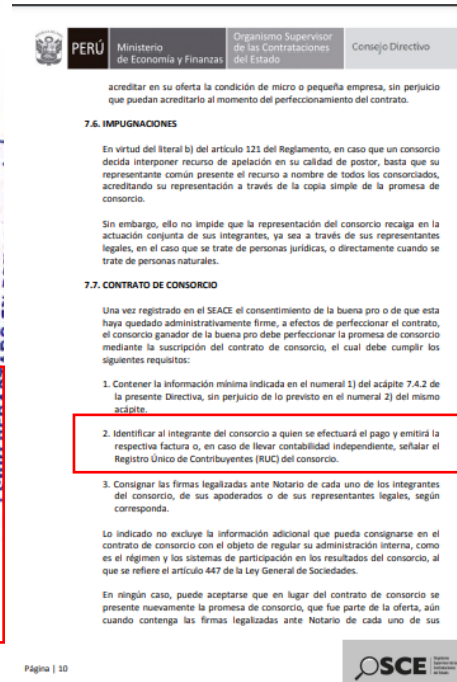 PERÚ
Ministerio
de Economía y Finanzas
Organismo Supervisor
de las Contrataciones
del Estado
Consejo Directivo
acreditar en su oferta la condición de micro o pequeña
empresa, sin perjuicio
que puedan acreditarlo al momento del perfeccionamiento del contrato.
7.6. IMPUGNACIONES
En virtud del literal b) del artículo 121 del Reglamento, en caso que un consorcio
decida interponer recurso de apelación en su calidad de postor, basta que su
representante común presente el recurso a nombre de todos los consorciados,
acreditando su representación a través de la copia simple de la promesa de
consorcio.
Sin embargo, ello no impide que la representación del consorcio recaiga en la
actuación conjunta de sus integrantes, ya sea a través de sus representantes
legales, en el caso que se trate de personas jurídicas, o directamente cuando se
trate de personas naturales.
7.7. CONTRATO DE CONSORCIO
Una vez registrado en el SEACE el consentimiento de la buena pro o de que esta
haya quedado administrativamente firme, a efectos de perfeccionar el contrato,
el consorcio ganador de la buena pro debe perfeccionar la promesa de consorcio
mediante la suscripción del contrato de consorcio, el cual debe cumplir los
siguientes requisitos:
1. Contener la información mínima indicada en el numeral 1) del acápite 7.4.2 de
la presente Directiva, sin perjuicio de lo previsto en el numeral 2) del mismo
acápite.
2. Identificar al integrante del consorcio a quien se efectuará el pago y emitirá la
respectiva factura o, en caso de llevar contabilidad independiente, señalar el
Registro Único de Contribuyentes (RUC) del consorcio.
3. Consignar las firmas legalizadas ante Notario de cada uno de los integrantes
del consorcio, de sus apoderados o de sus representantes legales, según
corresponda.
Lo indicado no excluye la información adicional que pueda consignarse en el
contrato de consorcio con el objeto de regular su administración interna, como
es el régimen y los sistemas de participación en los resultados del consorcio, al
que se refiere el artículo 447 de la Ley General de Sociedades.
En ningún caso, puede aceptarse que en lugar del contrato de consorcio se
presente nuevamente la promesa de consorcio, que fue parte de la oferta, aún
cuando contenga las firmas legalizadas ante Notario de cada uno de sus
Página | 10
OSCE